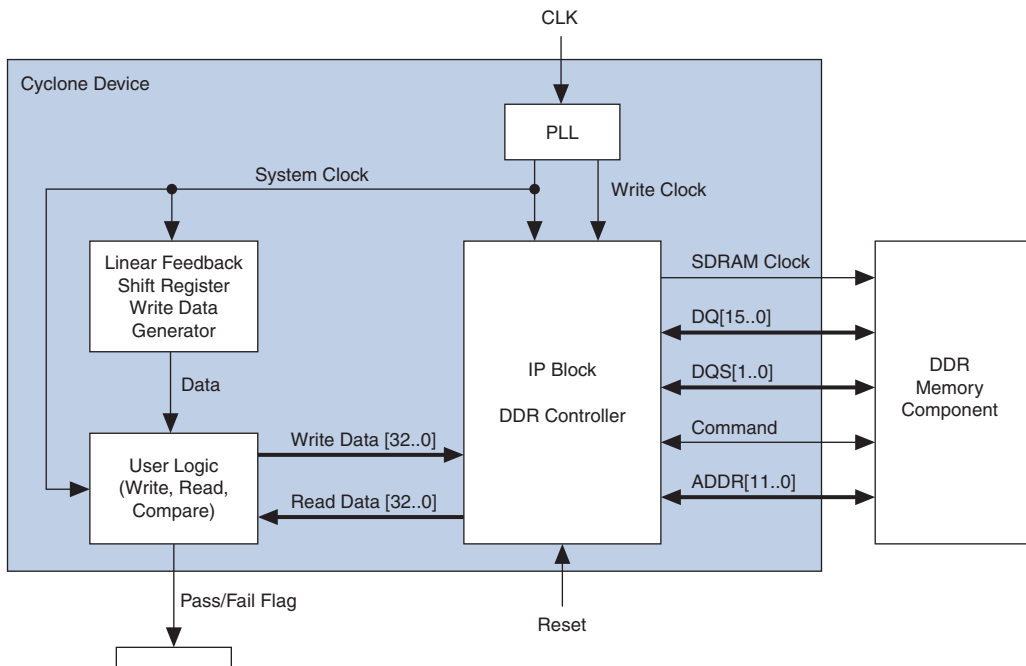 CLK
Cyclone Device
PLL
System Clock
Write Clock
Linear Feedback
Shift Register
Write Data
Generator
SDRAM Clock
DQ[15..0]
IP Block
DDR Controller
DQS[1..0]
DDR
Memory
Component
Data
Command
User Logic
(Write, Read,
Compare)
Write Data [32..0]
Read Data [32..0]
ADDR[11..0]
Pass/Fail Flag
Reset